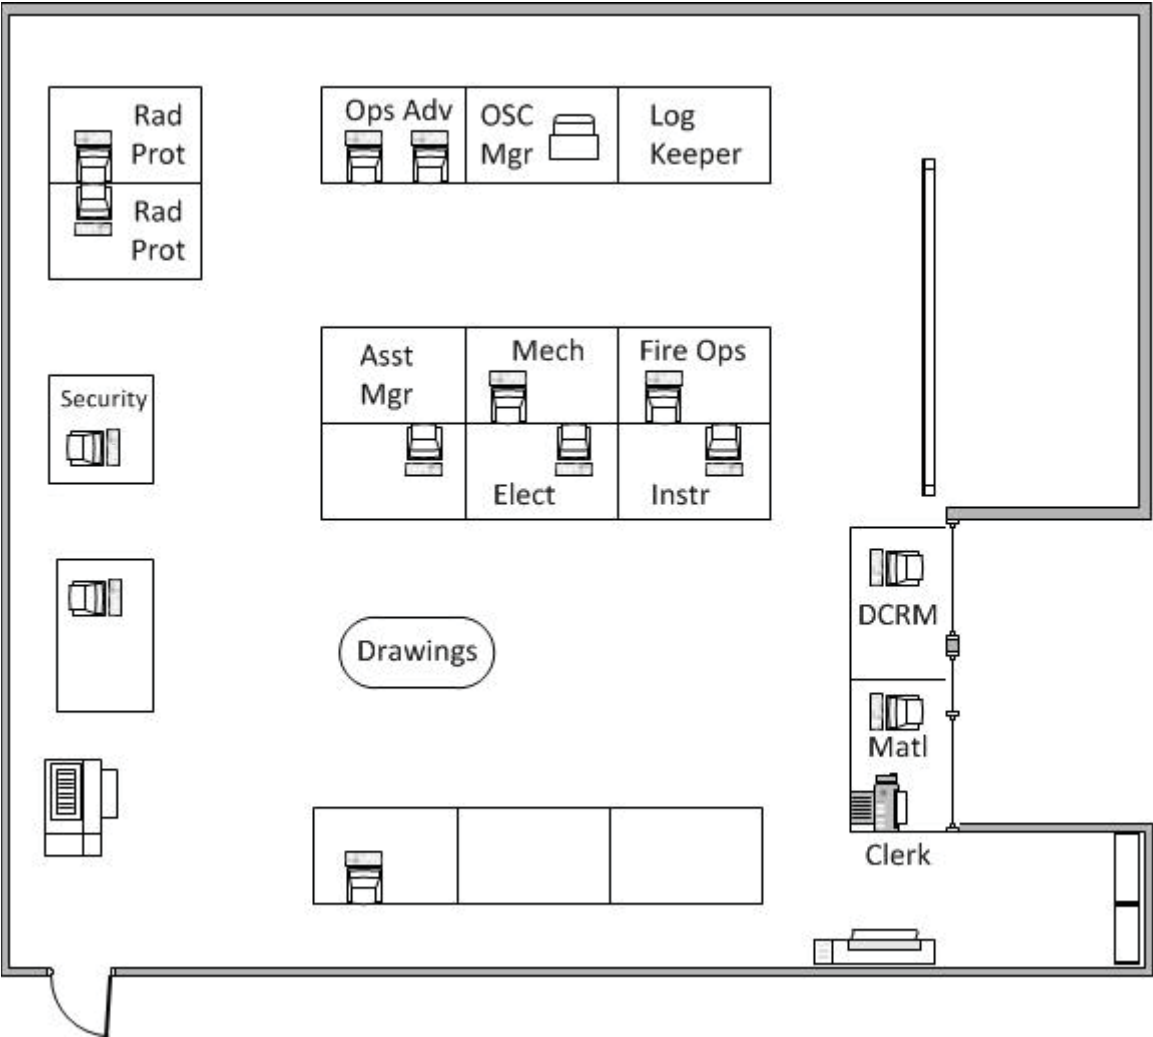 Rad
Prot
Rad
Prot
Ops Adv
OSC
Mgr
Log
Keeper
Security
Asst
Mgr
Mech
Fire Ops
Elect
Instr
Drawings
DCRM
Matl
Clerk